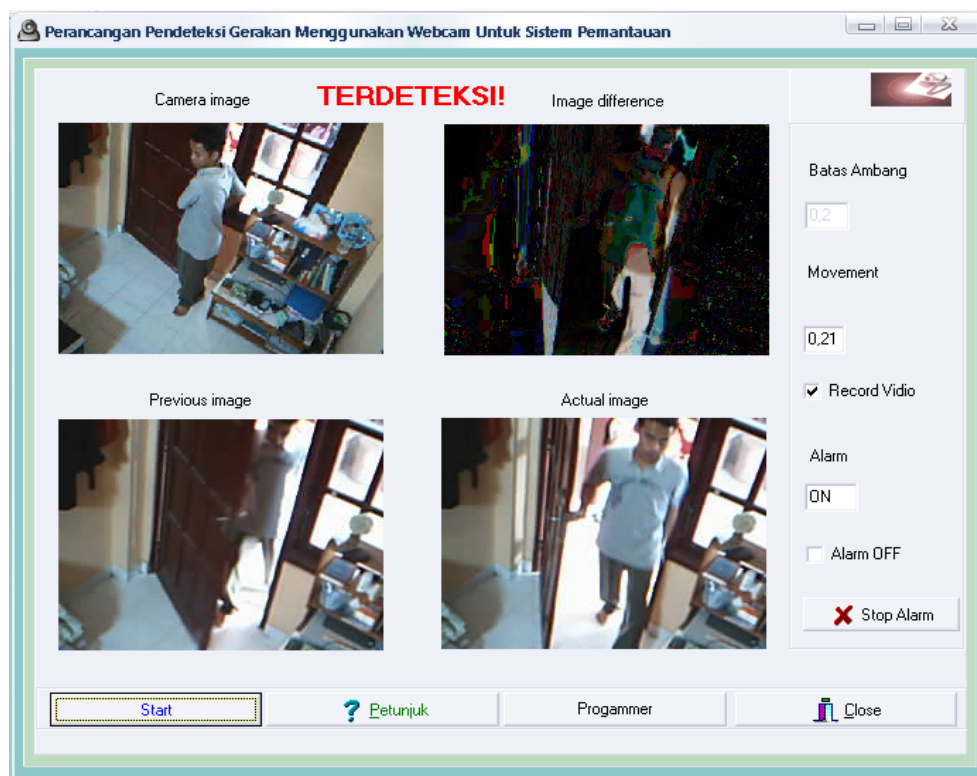 Perancangan Pendeteksi Gerakan Menggunakan Webcam Untuk Sistem Pemantauan
Camera image
TERDETEKSI!
Image difference
Batas Ambang
0,2
Movement
0,21
Previous image
Actual image
Record Vidio
Alarm
ON
Alarm OFF
Stop Alarm
Start
Petunjuk
Progammer
Close